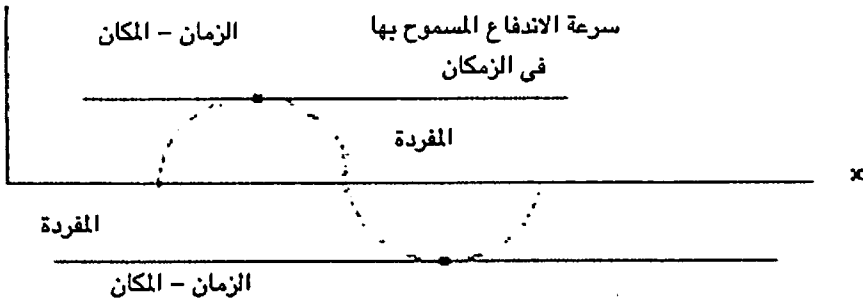 سرعة الاندفاع المسموح بها
الزمان – المكان
في الزمكان
المفردة
x
المفردة
الزمان – المكان